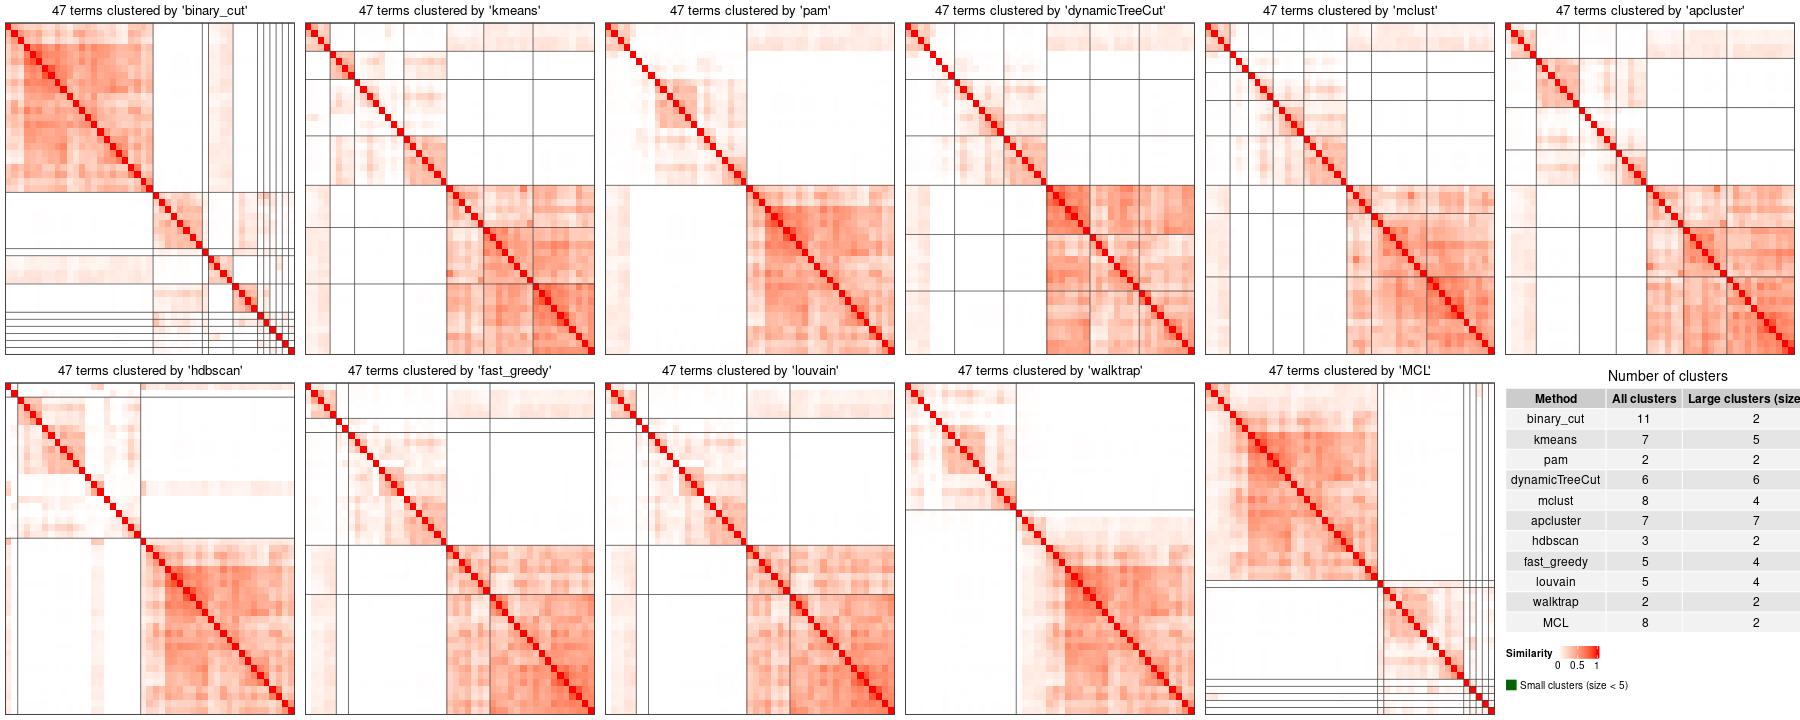 47 terms clustered by 'binary_cut'
47 terms clustered by 'kmeans'
47 terms clustered by 'pam'
47 terms clustered by 'dynamicTreeCut'
47 terms clustered by 'mclust'
47 terms clustered by 'apcluster'
47 terms clustered by 'hdbscan'
47 terms clustered by 'fast_greedy'
47 terms clustered by 'louvain'
47 terms clustered by 'walktrap'
47 terms clustered by 'MCL'
Number of clusters
Method All clusters Large clusters (size
binary_cut 11 2
kmeans 7 5
pam 2 2
dynamicTreeCut 6 6
mclust 8 4
apcluster 7 7
hdbscan 3 2
fast_greedy 5 4
louvain 5 4
walktrap 2 2
MCL 8 2
Similarity
0 0.5 1
Small clusters (size < 5)